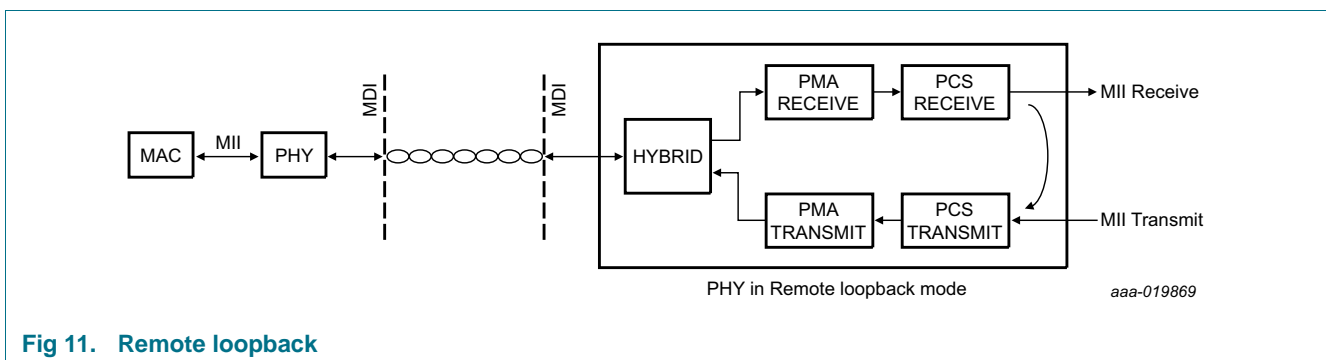 MAC
MII
PHY
MDI
MDI
HYBRID
PMA
RECEIVE
PCS
RECEIVE
MII Receive
PMA
TRANSMIT
PCS
TRANSMIT
MII Transmit
PHY in Remote loopback mode
aaa-019869
Fig 11. Remote loopback